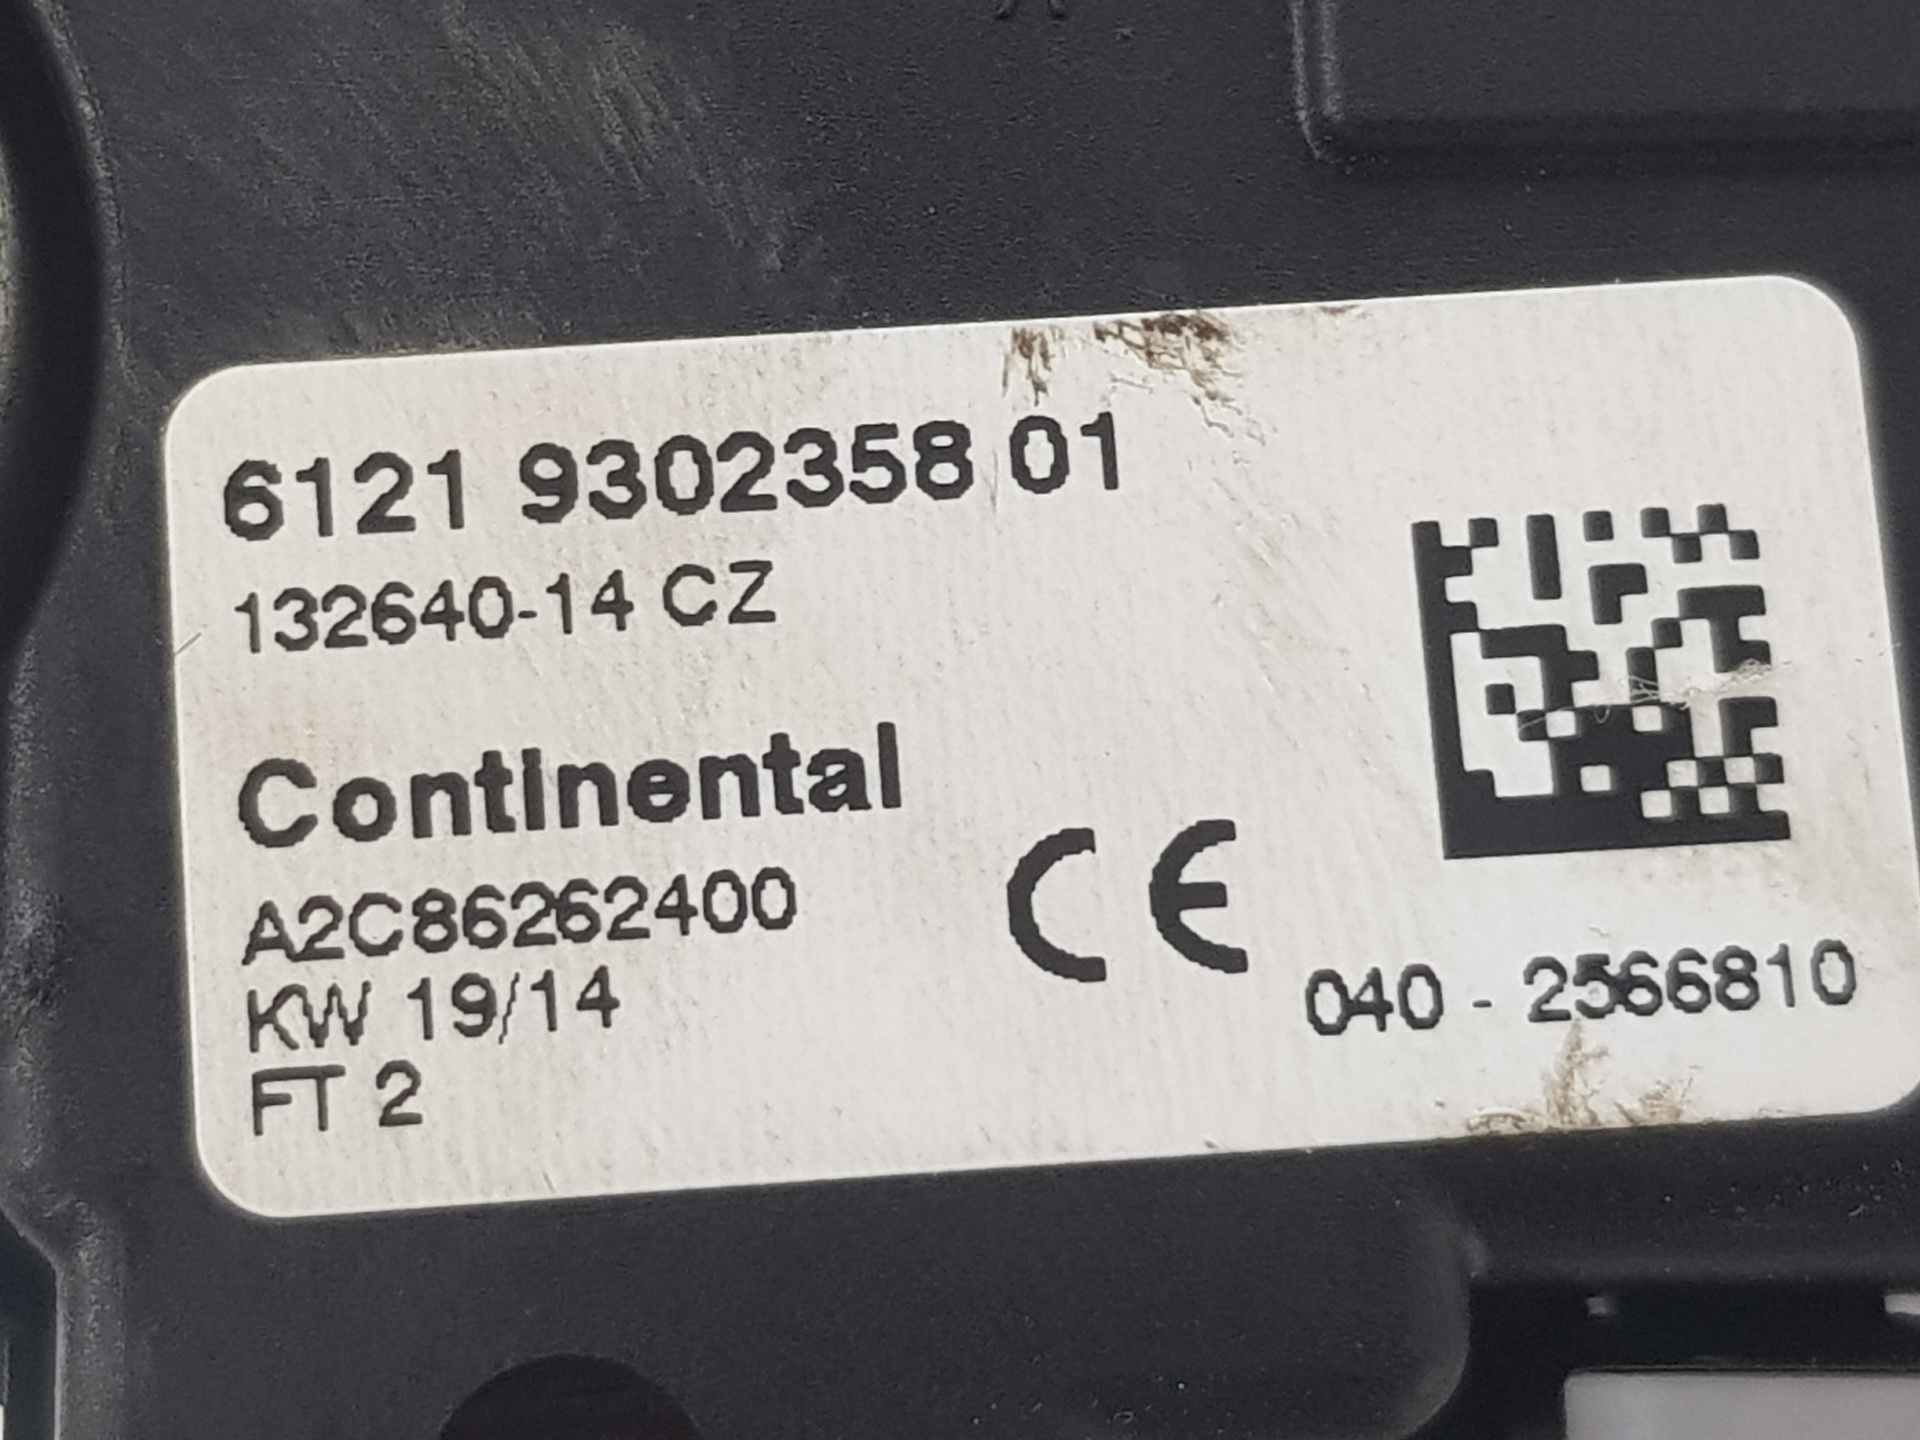 6121 9302358 01
132640-14 CZ
Continental
A2C86262400
KW 19/14
FT 2
CE
040 - 2566810